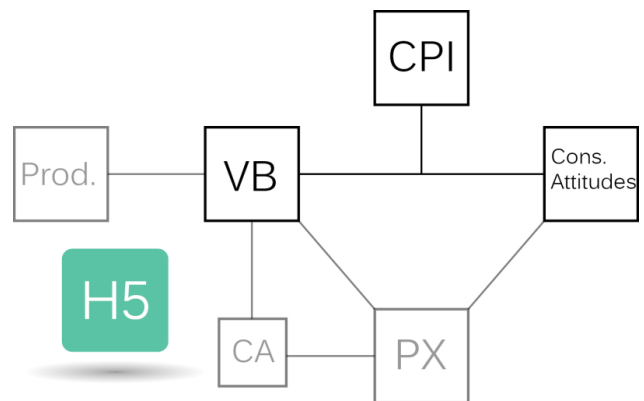 CPI
Prod.
VB
Cons.
Attitudes
H5
CA
PX